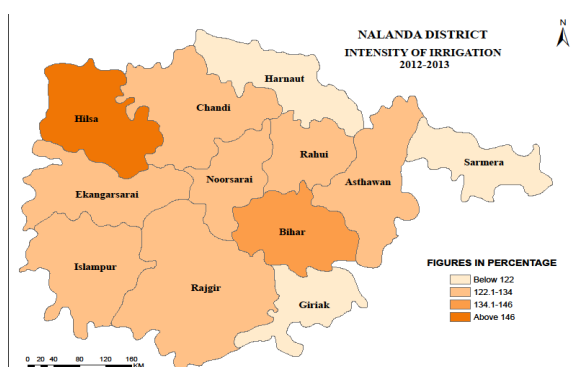 NALANDA DISTRICT
INTENSITY OF IRRIGATION
2012-2013
N
Harnaut
Chandi
Hilsa
Rahui
Sarmera
Noorsarai
Asthawan
Ekangarsarai
Bihar
Islampur
Rajgir
Giriak
FIGURES IN PERCENTAGE
Below 122
122.1-134
134.1-146
Above 146
0 20 40 80 120 160
KM